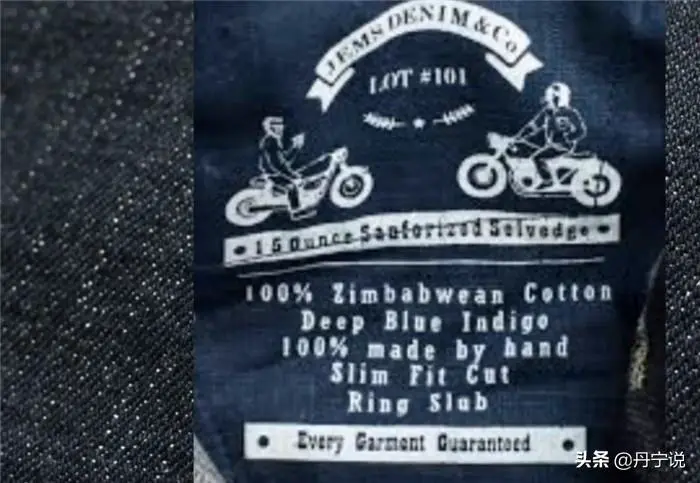 JEMS DENIM & Co
LOT #101
15 Ounce Sanforized Selvedge
100% Zimbabwean Cotton
Deep Blue Indigo
100% made by hand
Slim Fit Cut
Ring Slub
Every Garment Guaranteed
头条 @丹宁说